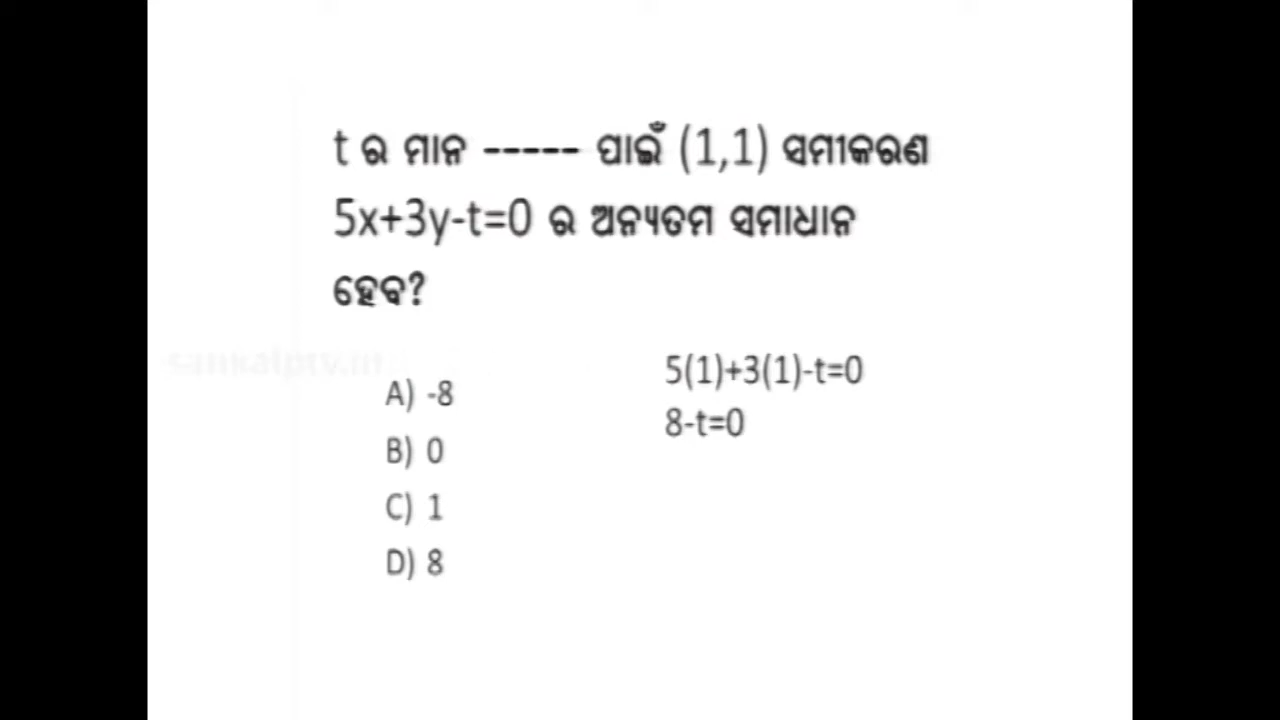 t ର ମାନ ----- ପାଇଁ (1,1) ସମୀକରଣ
5x+3y-t=0 ର ଅନ୍ୟତମ ସମାଧାନ
ହେବ?
A) -8
B) 0
C) 1
D) 8
5(1)+3(1)-t=0
8-t=0